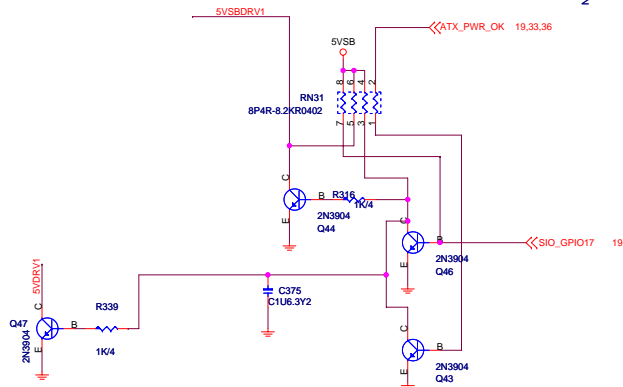 5VSBDRV1
ATX_PWR_OK 19,33,36
5VSB
8 6 4 2
RN31
8P4R-8.2KR0402
7 5 3 1
C
B
R316
1K/4
E
2N3904
Q44
C
B
SIO_GPIO17 19
2N3904
E
Q46
5VDRV1
C375
C1U6.3Y2
R339
C
Q47
B
2N3904
E
1K/4
C
B
2N3904
E
Q43